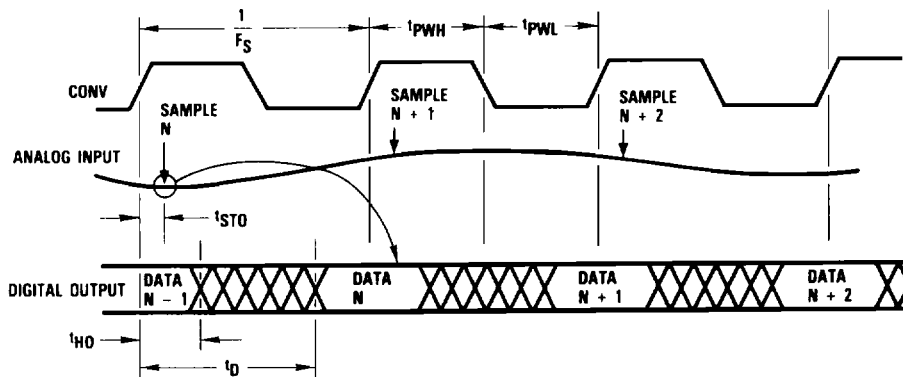 1
FS
tPWH
tPWL
CONV
SAMPLE
N
SAMPLE
N + 1
SAMPLE
N + 2
ANALOG INPUT
tSTO
DIGITAL OUTPUT
DATA
N - 1
DATA
N
DATA
N + 1
DATA
N + 2
tHO
tD